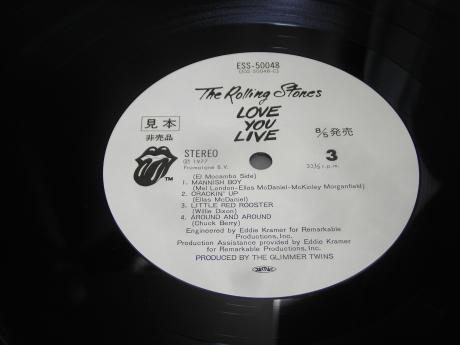 ESS-50048
(ESS 50048-C)
The Rolling Stones
LOVE
YOU
LIVE
見本
非売品
8/5発売
STEREO
Ⓟ 1977
Promotone B.V.
3
33⅓ r.p.m.
TM
(El Mocambo Side)
1. MANNISH BOY
(Mel London-Ellas McDaniel-McKinley Morganfield)
2. CRACKIN' UP
(Ellas McDaniel)
3. LITTLE RED ROOSTER
(Willie Dixon)
4. AROUND AND AROUND
(Chuck Berry)
Engineered by Eddie Kramer for Remarkable
Productions, Inc.
Production Assistance provided by Eddie Kramer
for Remarkable Productions, Inc.
PRODUCED BY THE GLIMMER TWINS